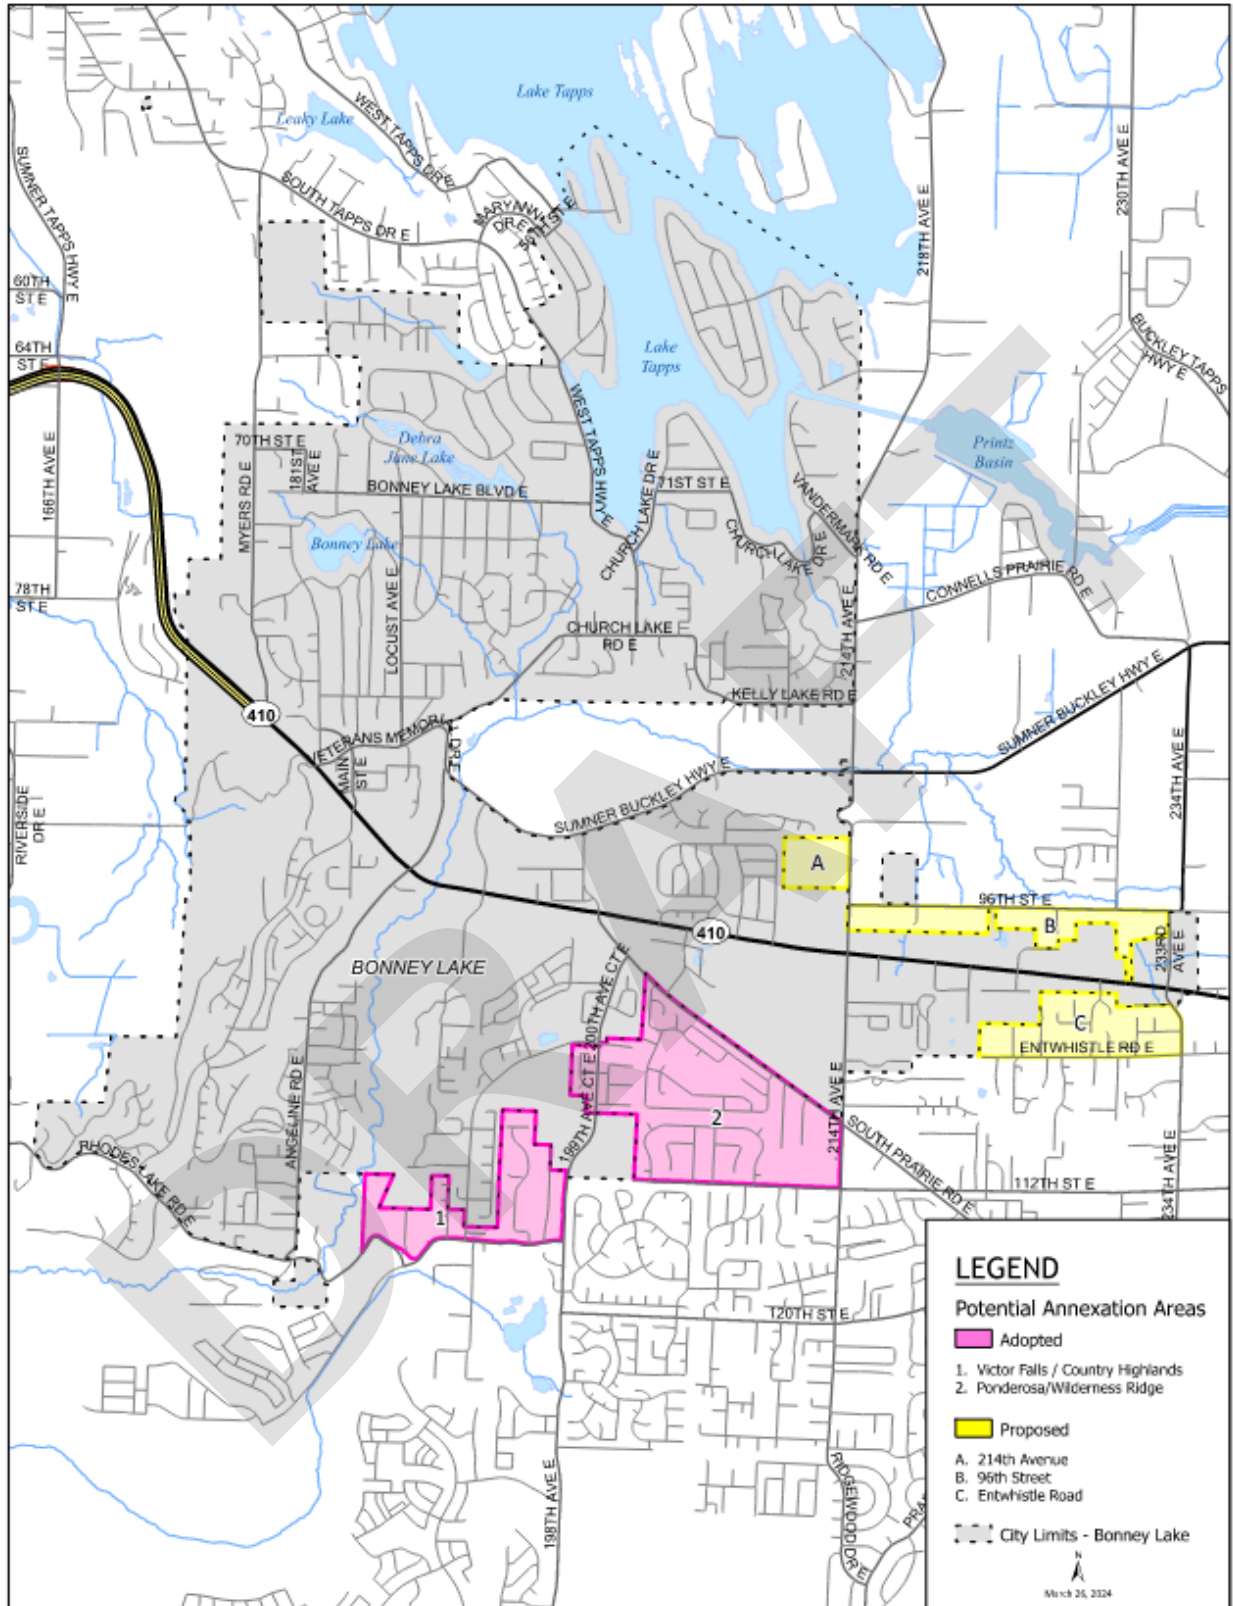 Lake Tapps
Leaky Lake
WEST TAPPS DR E
SUMNER TAPPS HWY E
SOUTH TAPPS DR E
MARYANN
DR E
56TH ST E
218TH AVE E
230TH AVE E
60TH
ST E
64TH
ST E
BUCKLEY TAPPS
HWY E
Lake
Tapps
WEST TAPPS HWY E
166TH AVE E
70TH ST E
181ST
AVE E
Debra
Jane Lake
MYERS RD E
BONNEY LAKE BLVD E
CHURCH LAKE DR E
71ST ST E
Printz
Basin
VANDERMARK RD E
CHURCH LAKE
DR E
Bonney Lake
78TH
ST E
LOCUST AVE E
CONNELLS PRAIRIE RD E
CHURCH LAKE
RD E
214TH AVE E
KELLY LAKE RD E
410
VETERANS MEMORIAL DR E
MAIN
ST E
SUMNER BUCKLEY HWY E
SUMNER BUCKLEY HWY E
234TH AVE E
RIVERSIDE
DR E
A
96TH ST E
B
410
233RD
AVE E
BONNEY LAKE
200TH AVE CT E
C
ENTWHISTLE RD E
ANGELINE RD E
199TH AVE CT E
2
214TH AVE E
SOUTH PRAIRIE RD E
RHODES LAKE RD E
112TH ST E
234TH AVE E
1
120TH ST E
198TH AVE E
RIDGEWOOD DR E
PRA
DRAFT
LEGEND
Potential Annexation Areas
Adopted
1. Victor Falls / Country Highlands
2. Ponderosa/Wilderness Ridge
Proposed
A. 214th Avenue
B. 96th Street
C. Entwhistle Road
City Limits - Bonney Lake
N
March 26, 2024